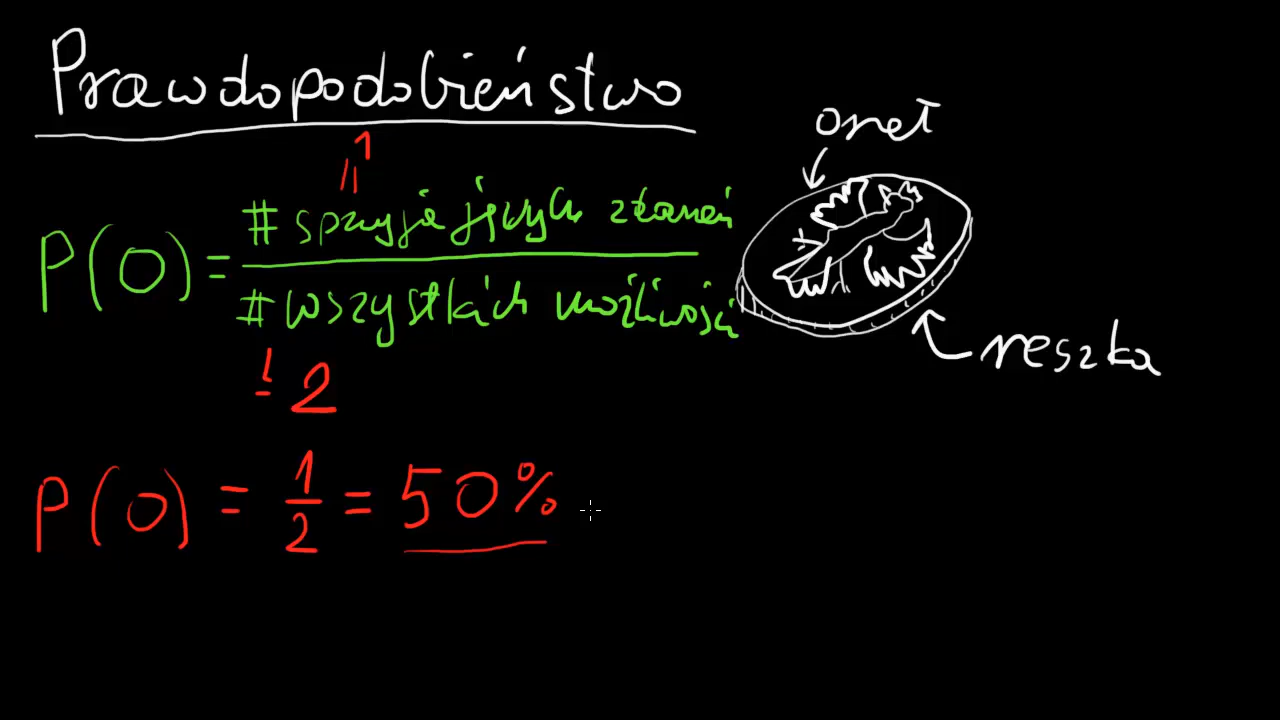 Prawdopodobieństwo
orzeł
= 1
P(O) = # sprzyjających zdarzeń
# wszystkich możliwości
reszka
= 2
P(O) = 1/2 = 50%